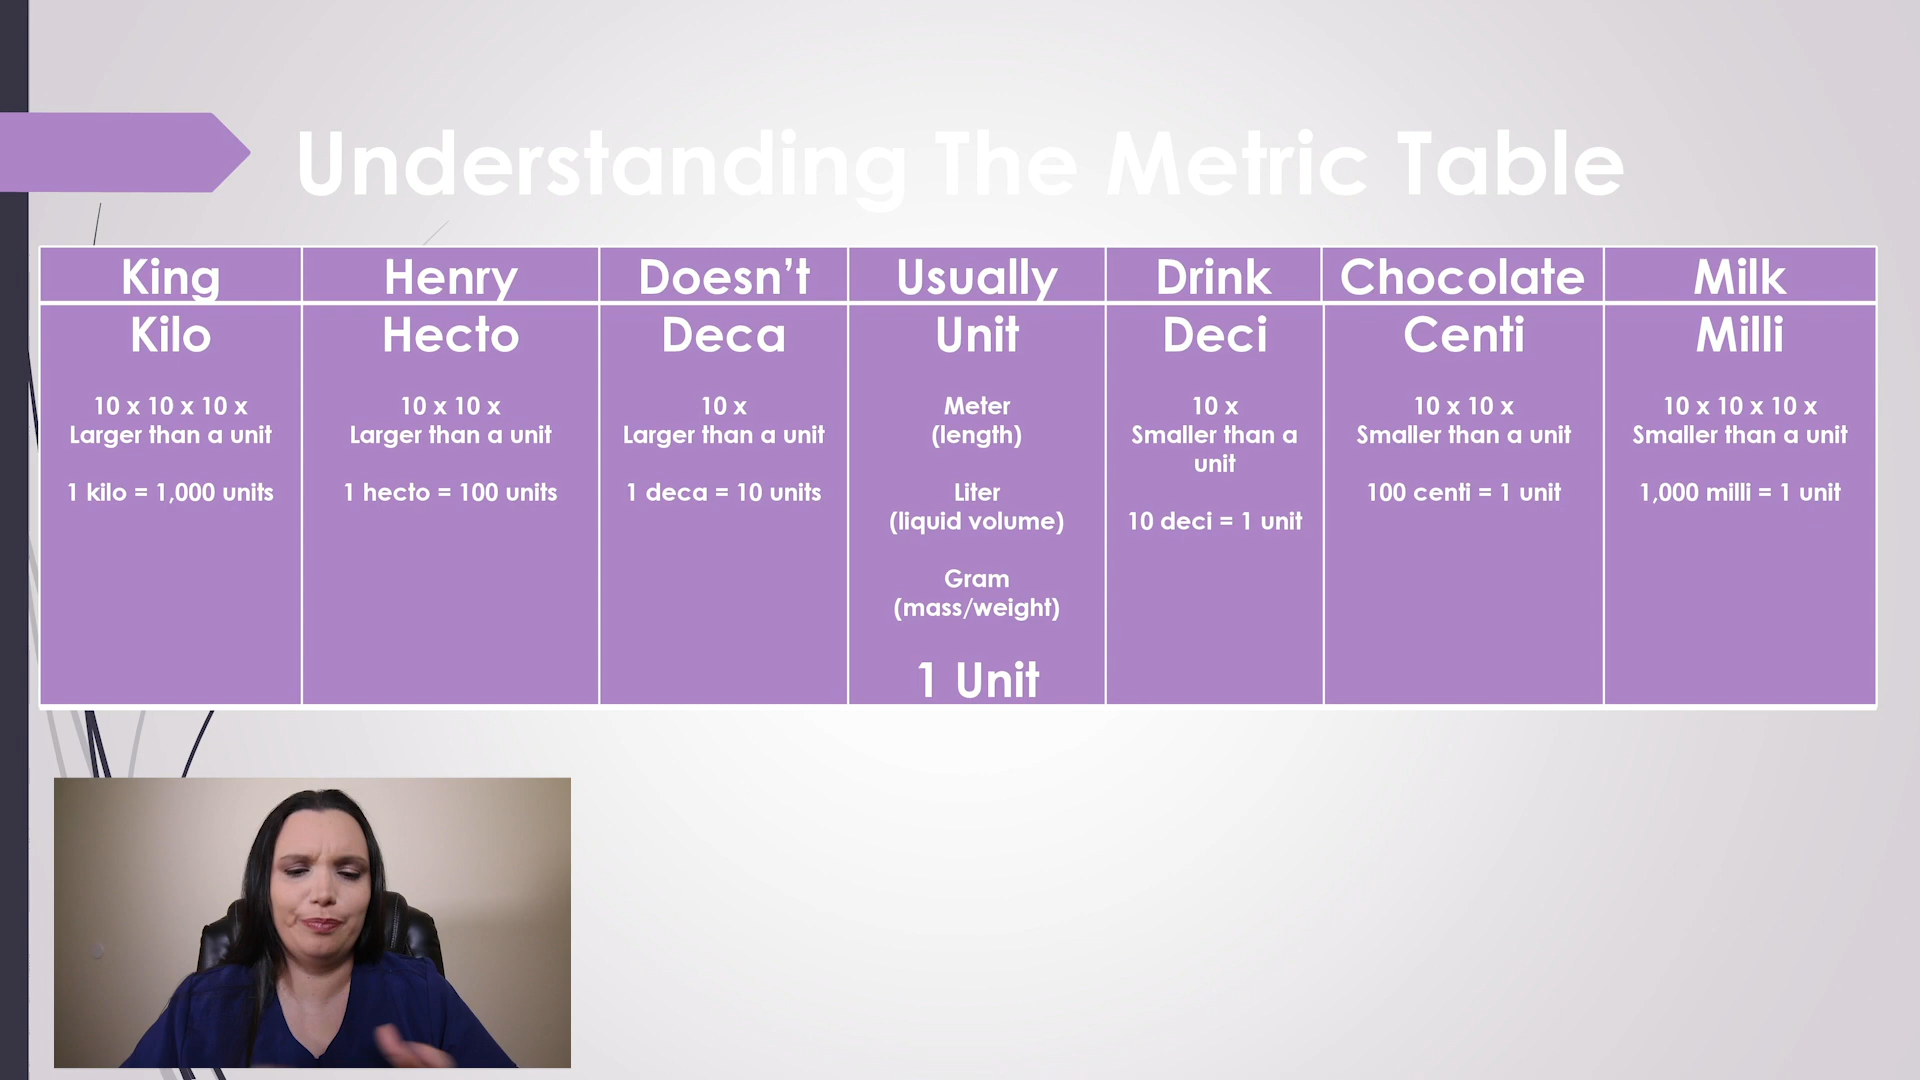 Understanding The Metric Table
King Henry Doesn’t Usually Drink Chocolate Milk
Kilo
10 x 10 x 10 x
Larger than a unit
1 kilo = 1,000 units
Hecto
10 x 10 x
Larger than a unit
1 hecto = 100 units
Deca
10 x
Larger than a unit
1 deca = 10 units
Unit
Meter
(length)
Liter
(liquid volume)
Gram
(mass/weight)
1 Unit
Deci
10 x
Smaller than a
unit
10 deci = 1 unit
Centi
10 x 10 x
Smaller than a unit
100 centi = 1 unit
Milli
10 x 10 x 10 x
Smaller than a unit
1,000 milli = 1 unit